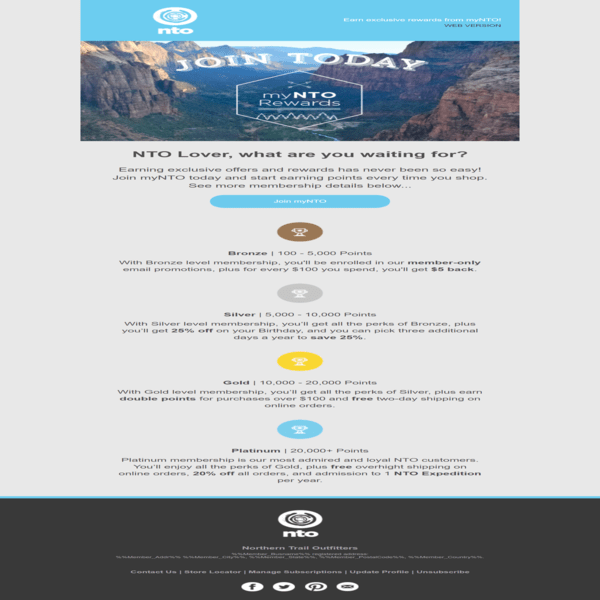 nto
Earn exclusive rewards from myNTO!
WEB VERSION
JOIN TODAY
myNTO
Rewards
NTO Lover, what are you waiting for?
Earning exclusive offers and rewards has never been so easy!
Join myNTO today and start earning points every time you shop.
See more membership details below...
Join myNTO
Bronze | 100 - 5,000 Points
With Bronze level membership, you'll be enrolled in our member-only
email promotions, plus for every $100 you spend, you'll get $5 back.
Silver | 5,000 - 10,000 Points
With Silver level membership, you'll get all the perks of Bronze, plus
you'll get 25% off on your Birthday, and you can pick three additional
days a year to save 25%.
Gold | 10,000 - 20,000 Points
With Gold level membership, you'll get all the perks of Silver, plus earn
double points for purchases over $100 and free two-day shipping on
online orders.
Platinum | 20,000+ Points
Platinum membership is our most admired and loyal NTO customers.
You'll enjoy all the perks of Gold, plus free overnight shipping on
online orders, 20% off all orders, and admission to 1 NTO Expedition
per year.
nto
Northern Trail Outfitters
%%Member_Busname%% registered address:
%%Member_Addr%% %%Member_City%%, %%Member_State%%, %%Member_PostalCode%%, %%Member_Country%%
Contact Us | Store Locator | Manage Subscriptions | Update Profile | Unsubscribe